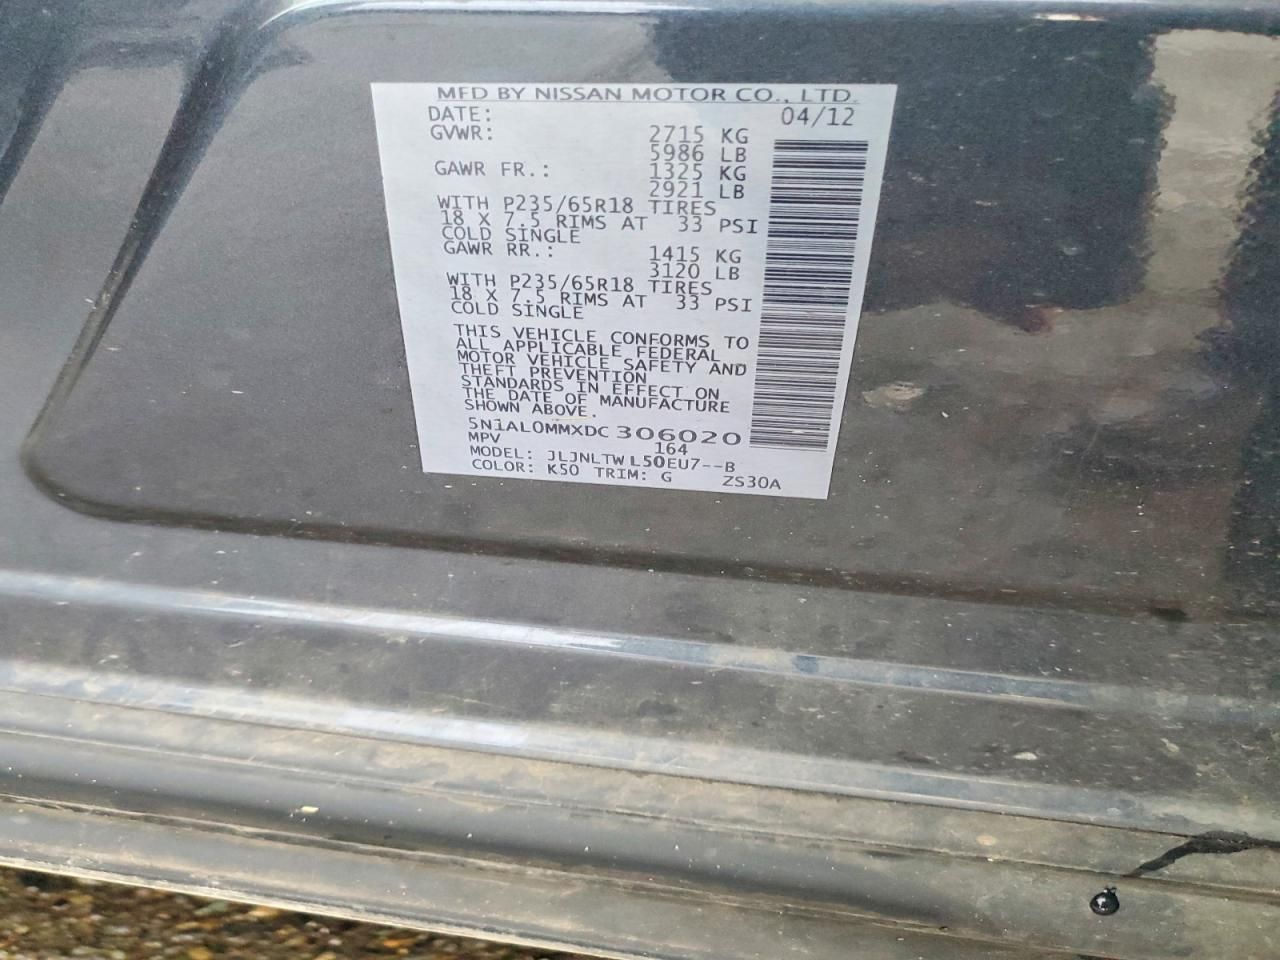 MFD BY NISSAN MOTOR CO., LTD.
DATE: 04/12
GVWR: 2715 KG
5986 LB
GAWR FR.: 1325 KG
2921 LB
WITH P235/65R18 TIRES
18 X 7.5 RIMS AT 33 PSI
COLD SINGLE
GAWR RR.: 1415 KG
3120 LB
WITH P235/65R18 TIRES
18 X 7.5 RIMS AT 33 PSI
COLD SINGLE
THIS VEHICLE CONFORMS TO
ALL APPLICABLE FEDERAL
MOTOR VEHICLE SAFETY AND
THEFT PREVENTION
STANDARDS IN EFFECT ON
THE DATE OF MANUFACTURE
SHOWN ABOVE.
5N1AL0MMXDC306020
MPV 164
MODEL: JLJNLTWL50EU7--B
COLOR: K50 TRIM: G ZS30A